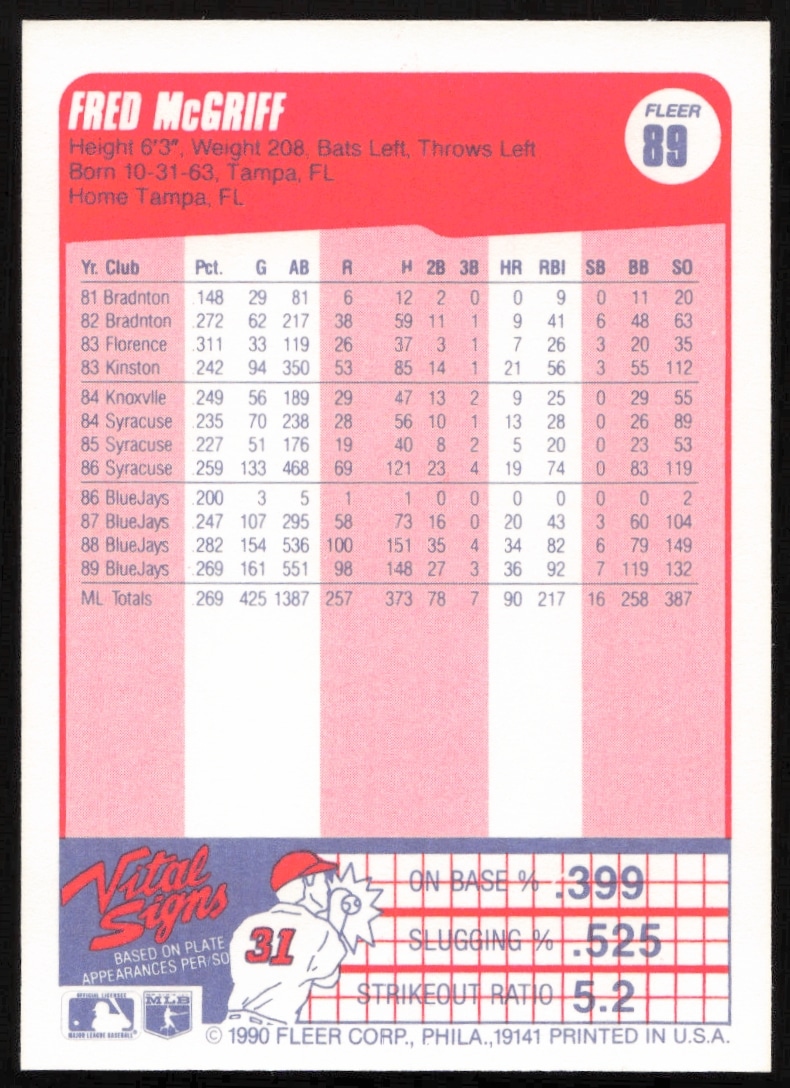 FRED McGRIFF
FLEER
89
Height 6'3", Weight 208, Bats Left, Throws Left
Born 10-31-63, Tampa, FL
Home Tampa, FL
Yr. Club Pct. G AB R H 2B 3B HR RBI SB BB SO
81 Bradnton .148 29 81 6 12 2 0 0 9 0 11 20
82 Bradnton .272 62 217 38 59 11 1 9 41 6 48 63
83 Florence .311 33 119 26 37 3 1 7 26 3 20 35
83 Kinston .242 94 350 53 85 14 1 21 56 3 55 112
84 Knoxvlle .249 56 189 29 47 13 2 9 25 0 29 55
84 Syracuse .235 70 238 28 56 10 1 13 28 0 26 89
85 Syracuse .227 51 176 19 40 8 2 5 20 0 23 53
86 Syracuse .259 133 468 69 121 23 4 19 74 0 83 119
86 BlueJays .200 3 5 1 1 0 0 0 0 0 0 2
87 BlueJays .247 107 295 58 73 16 0 20 43 3 60 104
88 BlueJays .282 154 536 100 151 35 4 34 82 6 79 149
89 BlueJays .269 161 551 98 148 27 3 36 92 7 119 132
ML Totals .269 425 1387 257 373 78 7 90 217 16 258 387
Vital
Signs
BASED ON PLATE
APPEARANCES PER/SO
31
ON BASE % .399
SLUGGING % .525
STRIKEOUT RATIO 5.2
OFFICIAL LICENSEE
MAJOR LEAGUE BASEBALL
MLB
© 1990 FLEER CORP., PHILA.,19141 PRINTED IN U.S.A.